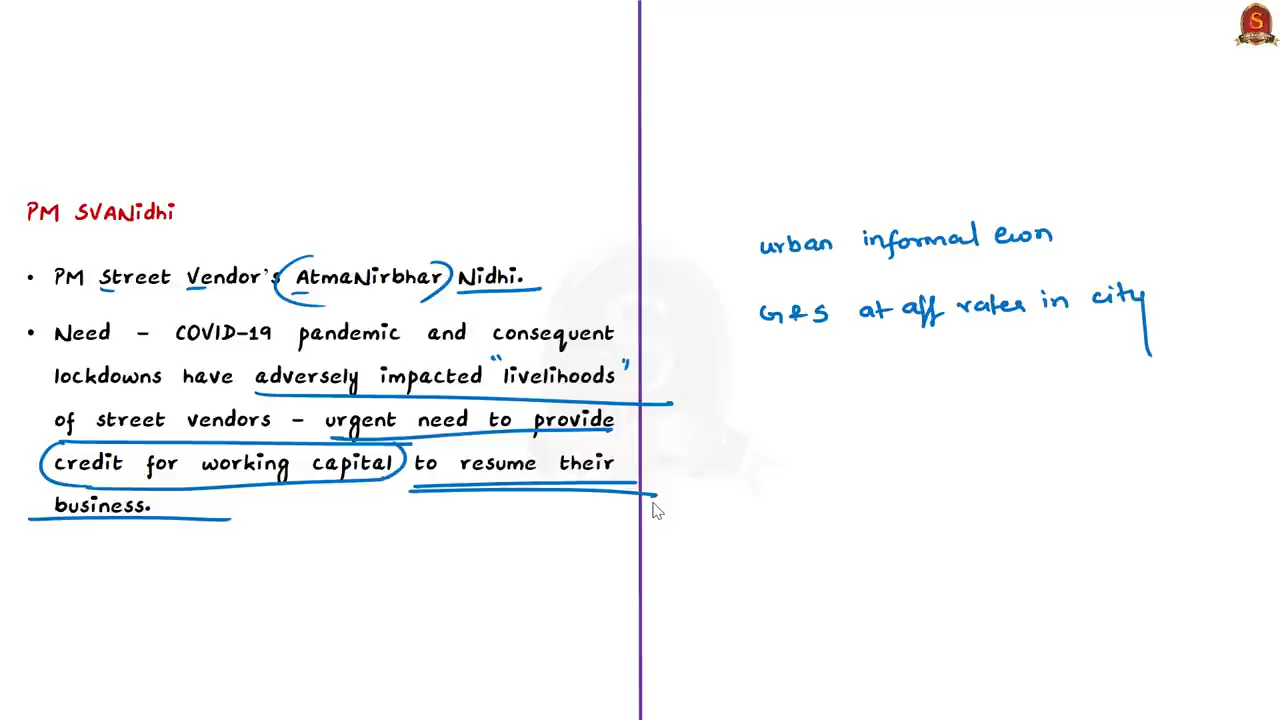 PM SVANidhi
• PM Street Vendor's AtmaNirbhar Nidhi.
• Need – COVID-19 pandemic and consequent
lockdowns have adversely impacted "livelihoods"
of street vendors – urgent need to provide
credit for working capital to resume their
business.
urban informal econ
G&S at aff rates in city
S